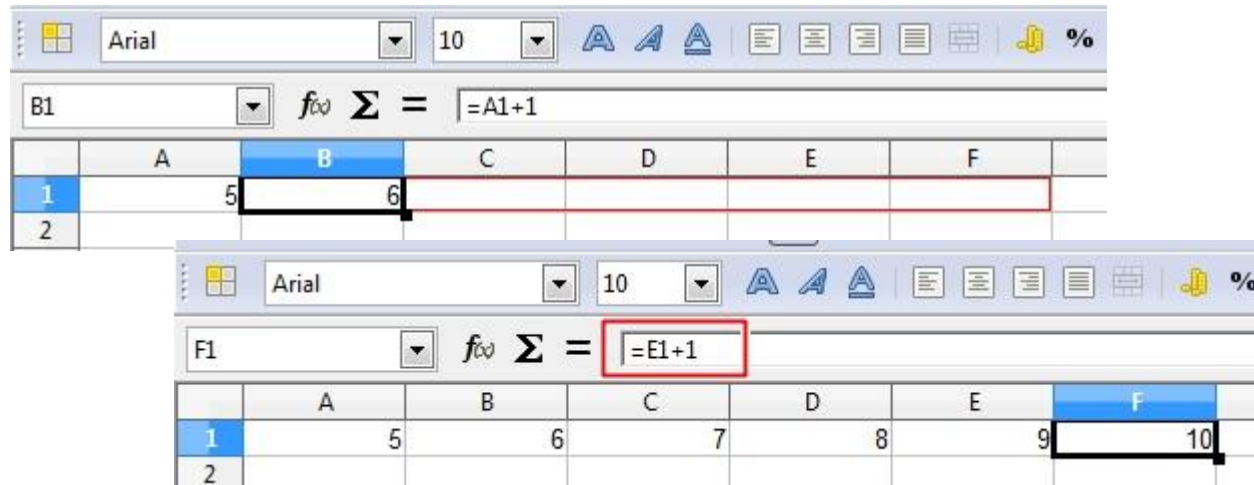 Arial 10 A A A %
B1 f(x) Σ = =A1+1
A B C D E F
1 5 6
2
Arial 10 A A A %
F1 f(x) Σ = =E1+1
A B C D E F
1 5 6 7 8 9 10
2